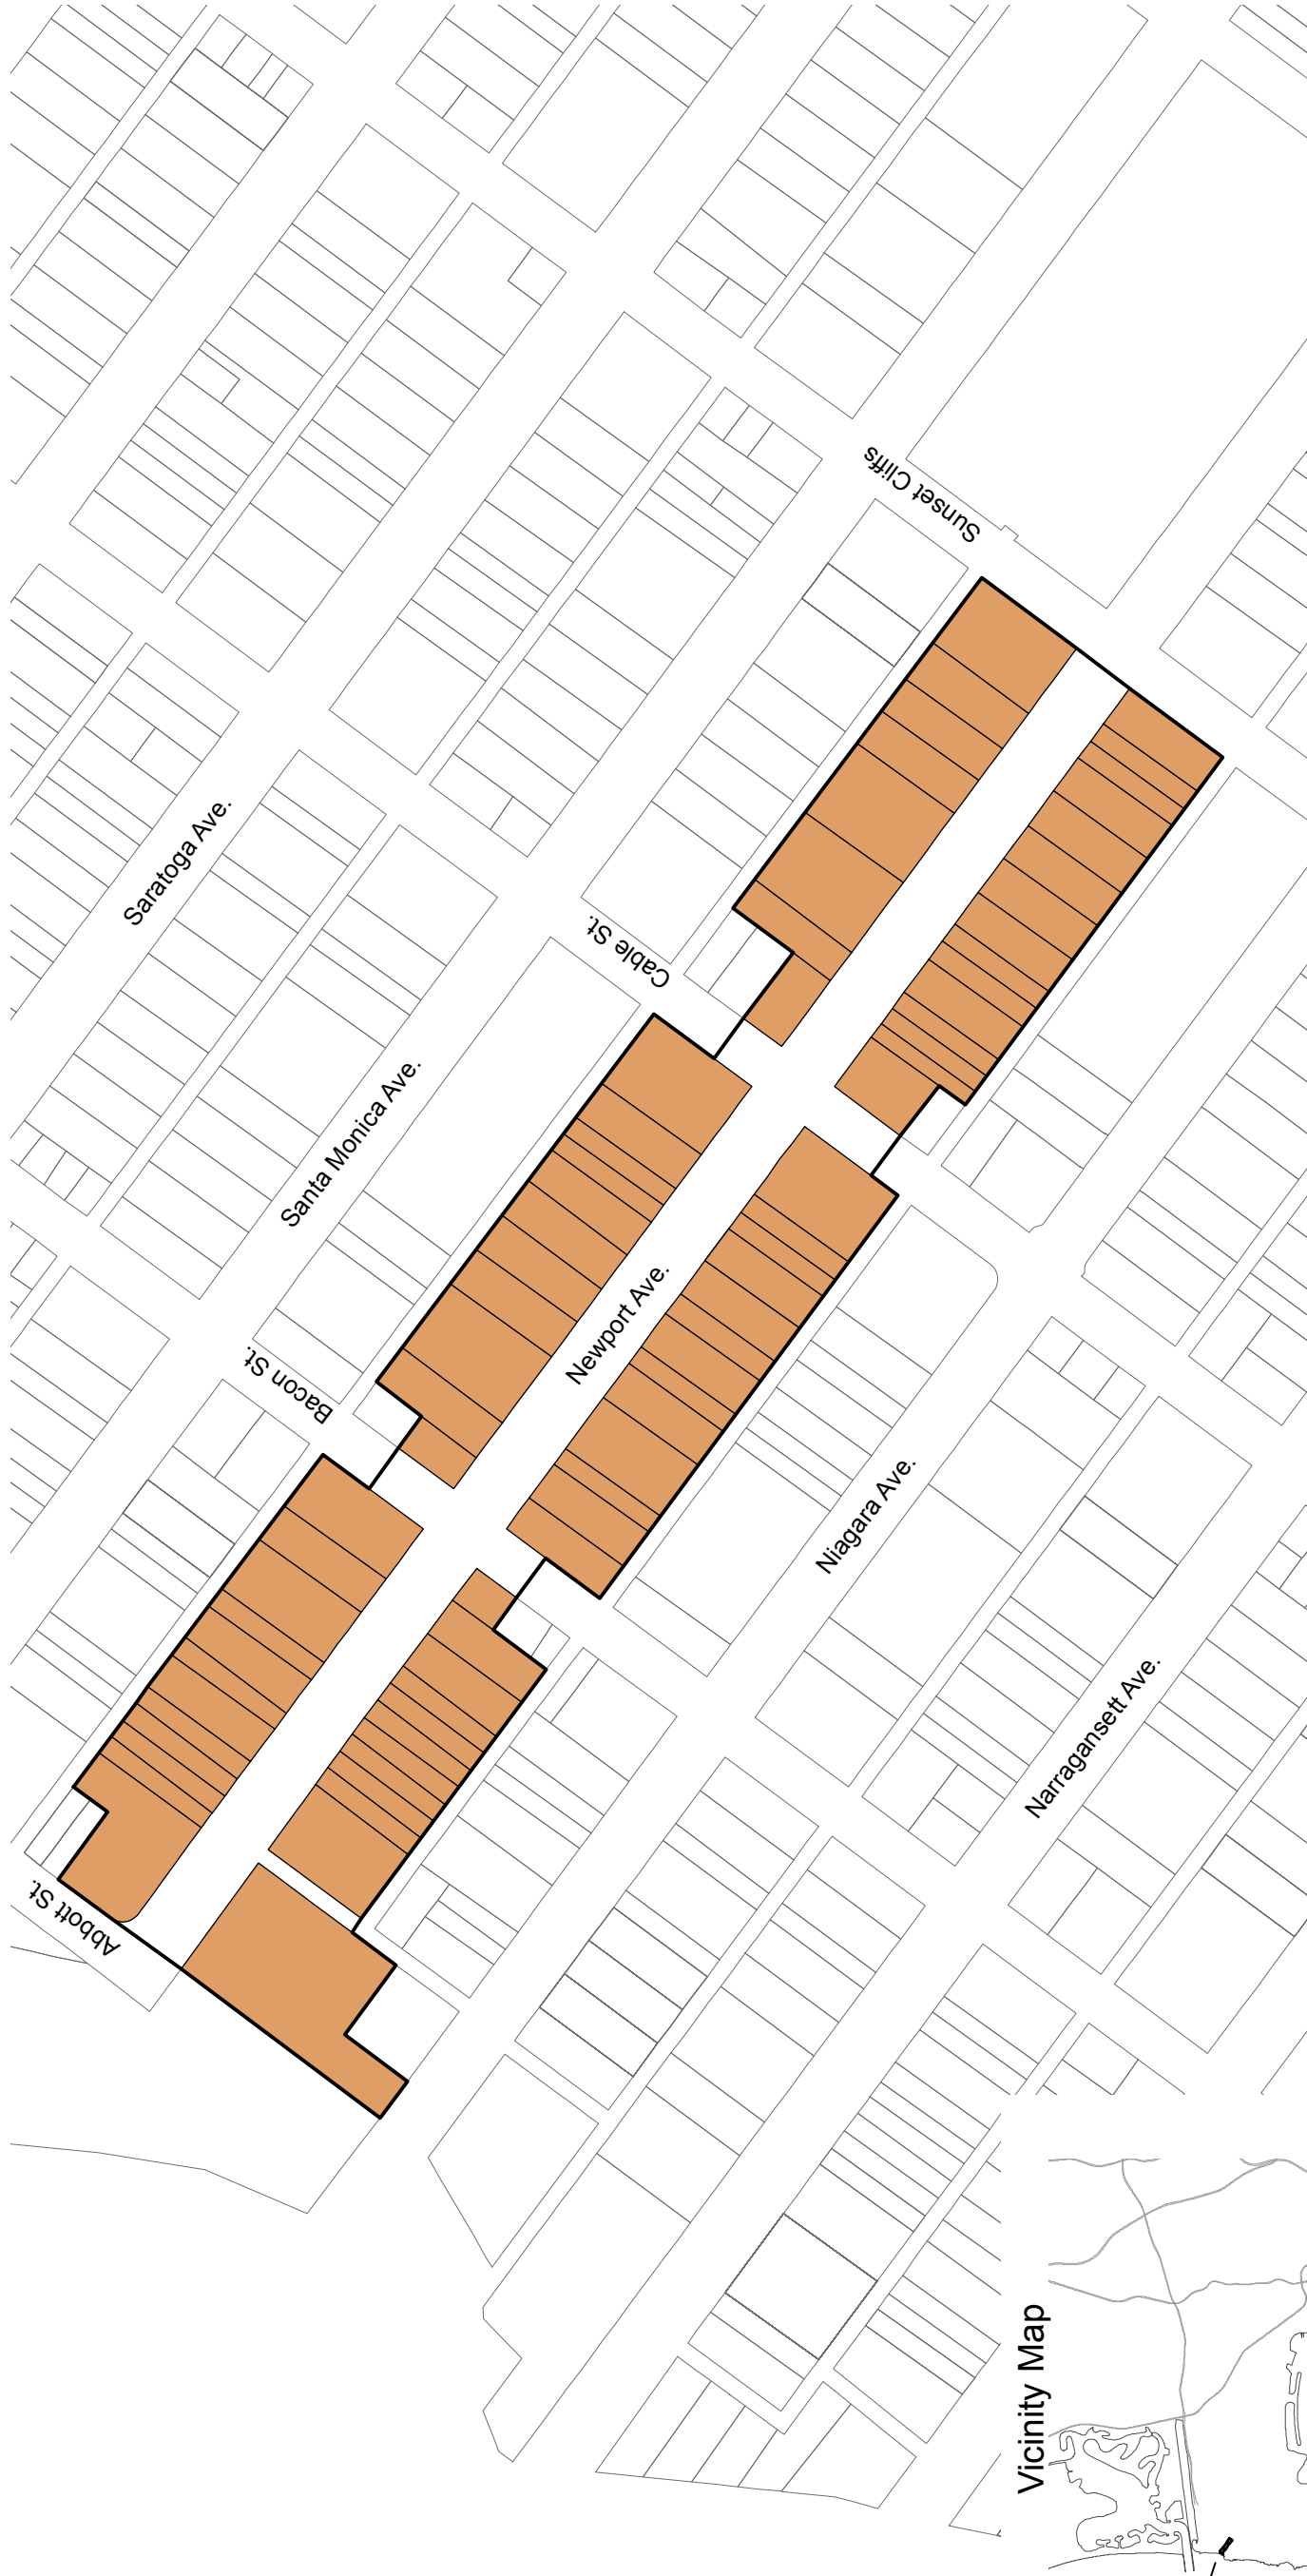 Sunset Cliffs
Saratoga Ave.
Cable St.
Santa Monica Ave.
Newport Ave.
Bacon St.
Niagara Ave.
Narragansett Ave.
Abbott St.
Vicinity Map